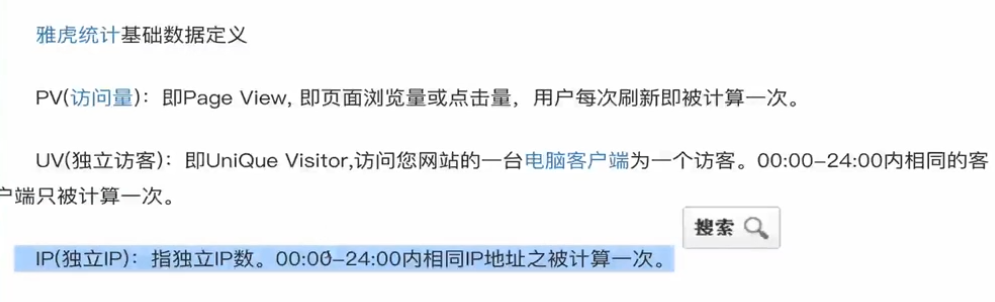 雅虎统计基础数据定义
PV(访问量)：即Page View, 即页面浏览量或点击量，用户每次刷新即被计算一次。
UV(独立访客)：即UniQue Visitor,访问您网站的一台电脑客户端为一个访客。00:00-24:00内相同的客
户端只被计算一次。
搜索
IP(独立IP)：指独立IP数。00:00-24:00内相同IP地址之被计算一次。